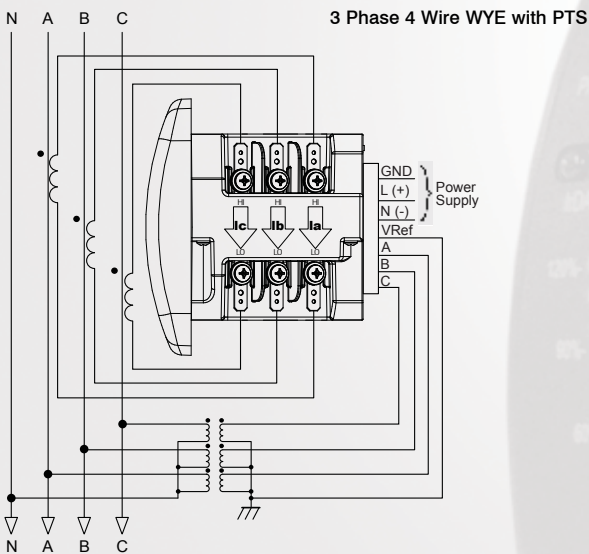 N A B C
3 Phase 4 Wire WYE with PTS
GND
L (+)
N (-)
Power
Supply
VRef
A
B
C
HI HI HI
Ic Ib Ia
LO LO LO
N A B C